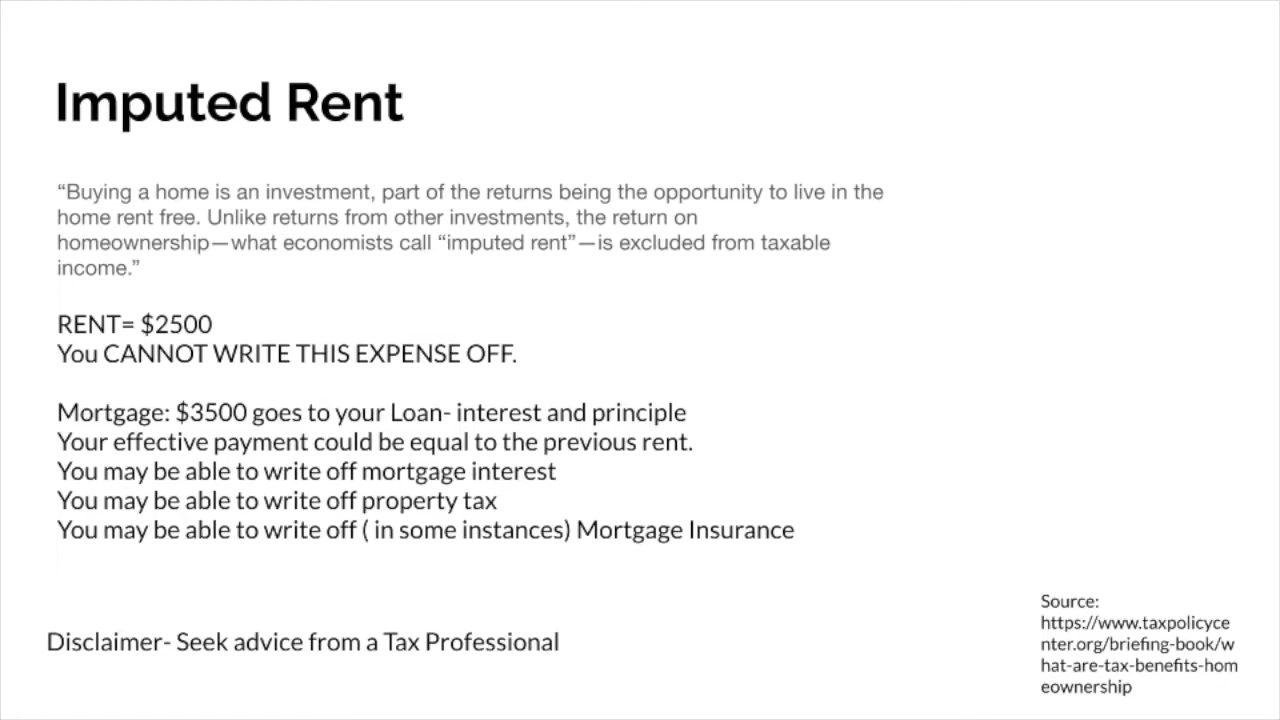 Imputed Rent
“Buying a home is an investment, part of the returns being the opportunity to live in the
home rent free. Unlike returns from other investments, the return on
homeownership—what economists call “imputed rent”—is excluded from taxable
income.”
RENT= $2500
You CANNOT WRITE THIS EXPENSE OFF.
Mortgage: $3500 goes to your Loan- interest and principle
Your effective payment could be equal to the previous rent.
You may be able to write off mortgage interest
You may be able to write off property tax
You may be able to write off ( in some instances) Mortgage Insurance
Disclaimer- Seek advice from a Tax Professional
Source:
https://www.taxpolicyce
nter.org/briefing-book/w
hat-are-tax-benefits-hom
eownership